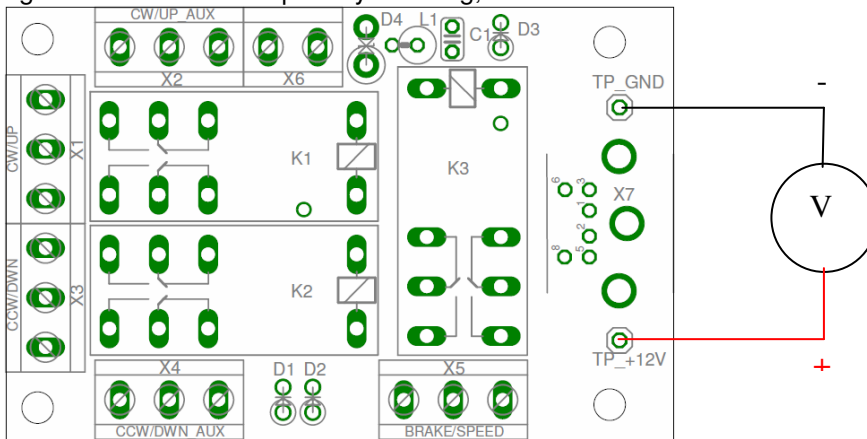 CW/UP_AUX
X2
X6
D4
L1
C1
D3
TP_GND
-
CW/UP
X1
K1
K3
6
3
1
2
8
5
X7
V
CCW/DWN
X3
K2
TP_+12V
+
X4
CCW/DWN_AUX
D1 D2
X5
BRAKE/SPEED